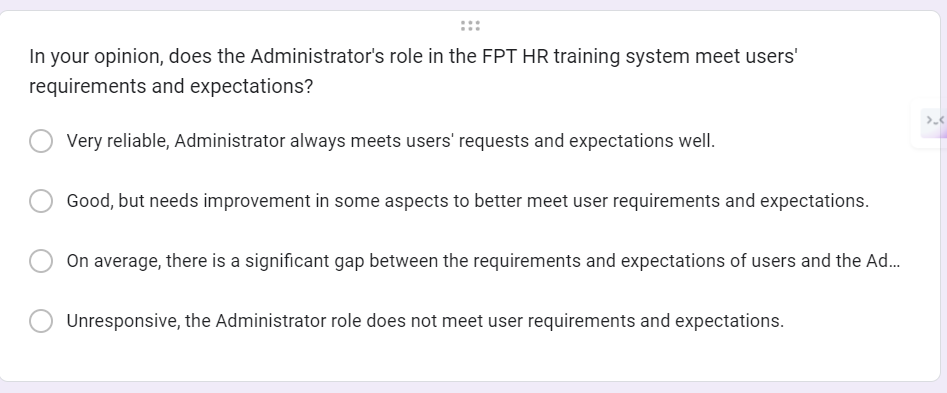 In your opinion, does the Administrator's role in the FPT HR training system meet users'
requirements and expectations?
Very reliable, Administrator always meets users' requests and expectations well.
Good, but needs improvement in some aspects to better meet user requirements and expectations.
On average, there is a significant gap between the requirements and expectations of users and the Ad...
Unresponsive, the Administrator role does not meet user requirements and expectations.